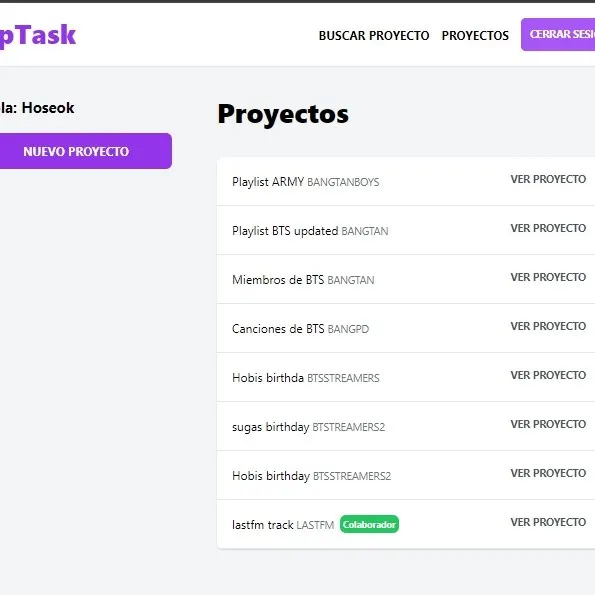 pTask
BUSCAR PROYECTO PROYECTOS CERRAR SESI
la: Hoseok
NUEVO PROYECTO
Proyectos
Playlist ARMY BANGTANBOYS VER PROYECTO
Playlist BTS updated BANGTAN VER PROYECTO
Miembros de BTS BANGTAN VER PROYECTO
Canciones de BTS BANGPD VER PROYECTO
Hobis birthda BTSSTREAMERS VER PROYECTO
sugas birthday BTSTREAMERS2 VER PROYECTO
Hobis birthday BTSSTREAMERS2 VER PROYECTO
lastfm track LASTFM Colaborador VER PROYECTO